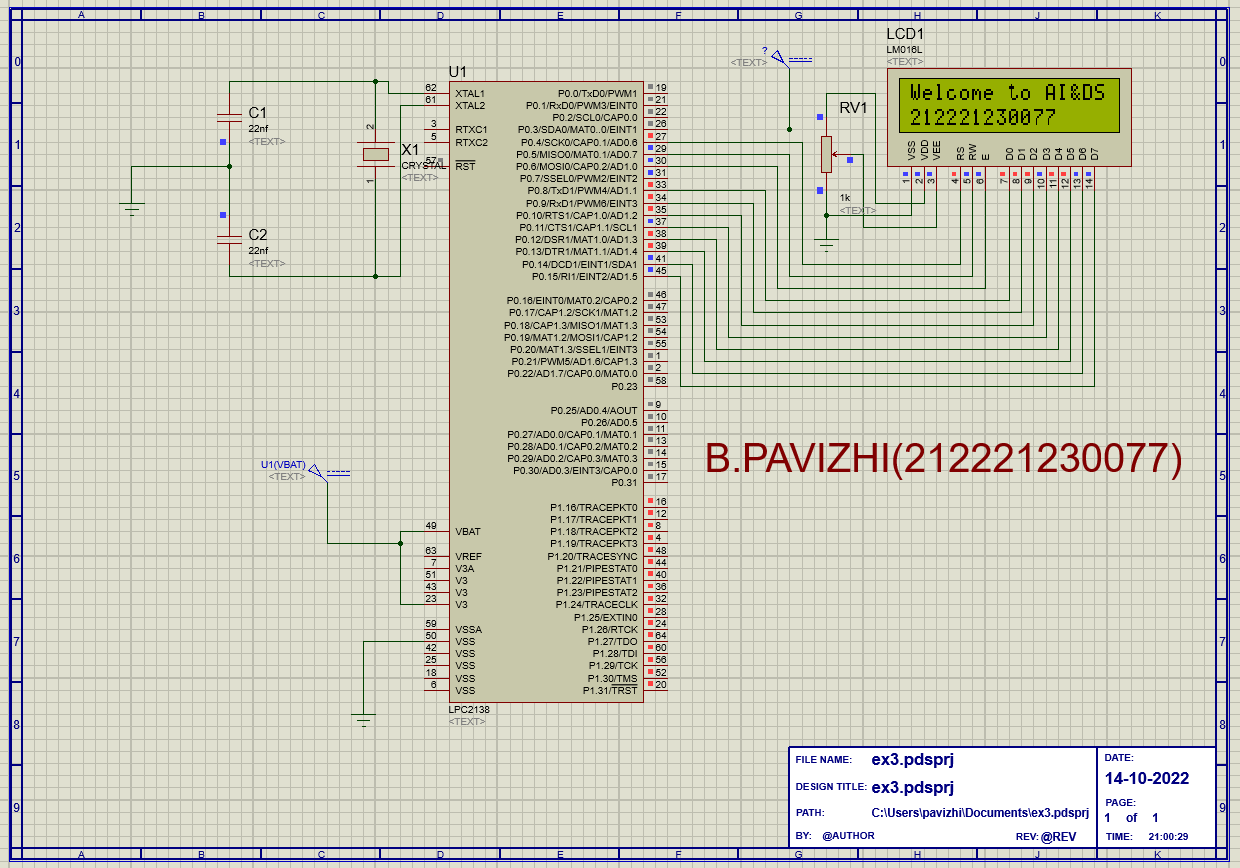 A B C D E F G H J K
0 0
1 1
2 2
3 3
4 4
5 5
6 6
7 7
8 8
9 9
A B C D E F G H J K
LCD1
LM016L
<TEXT>
Welcome to AI&DS
212221230077
VSS VDD VEE RS RW E D0 D1 D2 D3 D4 D5 D6 D7
1 2 3 4 5 6 7 8 9 10 11 12 13 14
?
<TEXT>
RV1
1k
<TEXT>
C1
22nf
<TEXT>
C2
22nf
<TEXT>
2
X1
CRYSTAL
<TEXT>
1
U1
62 XTAL1
61 XTAL2
3 RTXC1
5 RTXC2
57 RST
U1(VBAT)
<TEXT>
49 VBAT
63 VREF
7 V3A
51 V3
43 V3
23 V3
59 VSSA
50 VSS
42 VSS
25 VSS
18 VSS
6 VSS
P0.0/TxD0/PWM1 19
P0.1/RxD0/PWM3/EINT0 21
P0.2/SCL0/CAP0.0 22
P0.3/SDA0/MAT0..0/EINT1 26
P0.4/SCK0/CAP0.1/AD0.6 27
P0.5/MISO0/MAT0.1/AD0.7 29
P0.6/MOSI0/CAP0.2/AD1.0 30
P0.7/SSEL0/PWM2/EINT2 31
P0.8/TxD1/PWM4/AD1.1 33
P0.9/RxD1/PWM6/EINT3 34
P0.10/RTS1/CAP1.0/AD1.2 35
P0.11/CTS1/CAP1.1/SCL1 37
P0.12/DSR1/MAT1.0/AD1.3 38
P0.13/DTR1/MAT1.1/AD1.4 39
P0.14/DCD1/EINT1/SDA1 41
P0.15/RI1/EINT2/AD1.5 45
P0.16/EINT0/MAT0.2/CAP0.2 46
P0.17/CAP1.2/SCK1/MAT1.2 47
P0.18/CAP1.3/MISO1/MAT1.3 53
P0.19/MAT1.2/MOSI1/CAP1.2 54
P0.20/MAT1.3/SSEL1/EINT3 55
P0.21/PWM5/AD1.6/CAP1.3 1
P0.22/AD1.7/CAP0.0/MAT0.0 2
P0.23 58
P0.25/AD0.4/AOUT 9
P0.26/AD0.5 10
P0.27/AD0.0/CAP0.1/MAT0.1 11
P0.28/AD0.1/CAP0.2/MAT0.2 13
P0.29/AD0.2/CAP0.3/MAT0.3 14
P0.30/AD0.3/EINT3/CAP0.0 15
P0.31 17
P1.16/TRACEPKT0 16
P1.17/TRACEPKT1 12
P1.18/TRACEPKT2 8
P1.19/TRACEPKT3 4
P1.20/TRACESYNC 48
P1.21/PIPESTAT0 44
P1.22/PIPESTAT1 40
P1.23/PIPESTAT2 36
P1.24/TRACECLK 32
P1.25/EXTIN0 28
P1.26/RTCK 24
P1.27/TDO 64
P1.28/TDI 60
P1.29/TCK 56
P1.30/TMS 52
P1.31/TRST 20
LPC2138
<TEXT>
B.PAVIZHI(212221230077)
FILE NAME: ex3.pdsprj
DESIGN TITLE: ex3.pdsprj
PATH: C:\Users\pavizhi\Documents\ex3.pdsprj
BY: @AUTHOR REV: @REV
DATE:
14-10-2022
PAGE:
1 of 1
TIME: 21:00:29